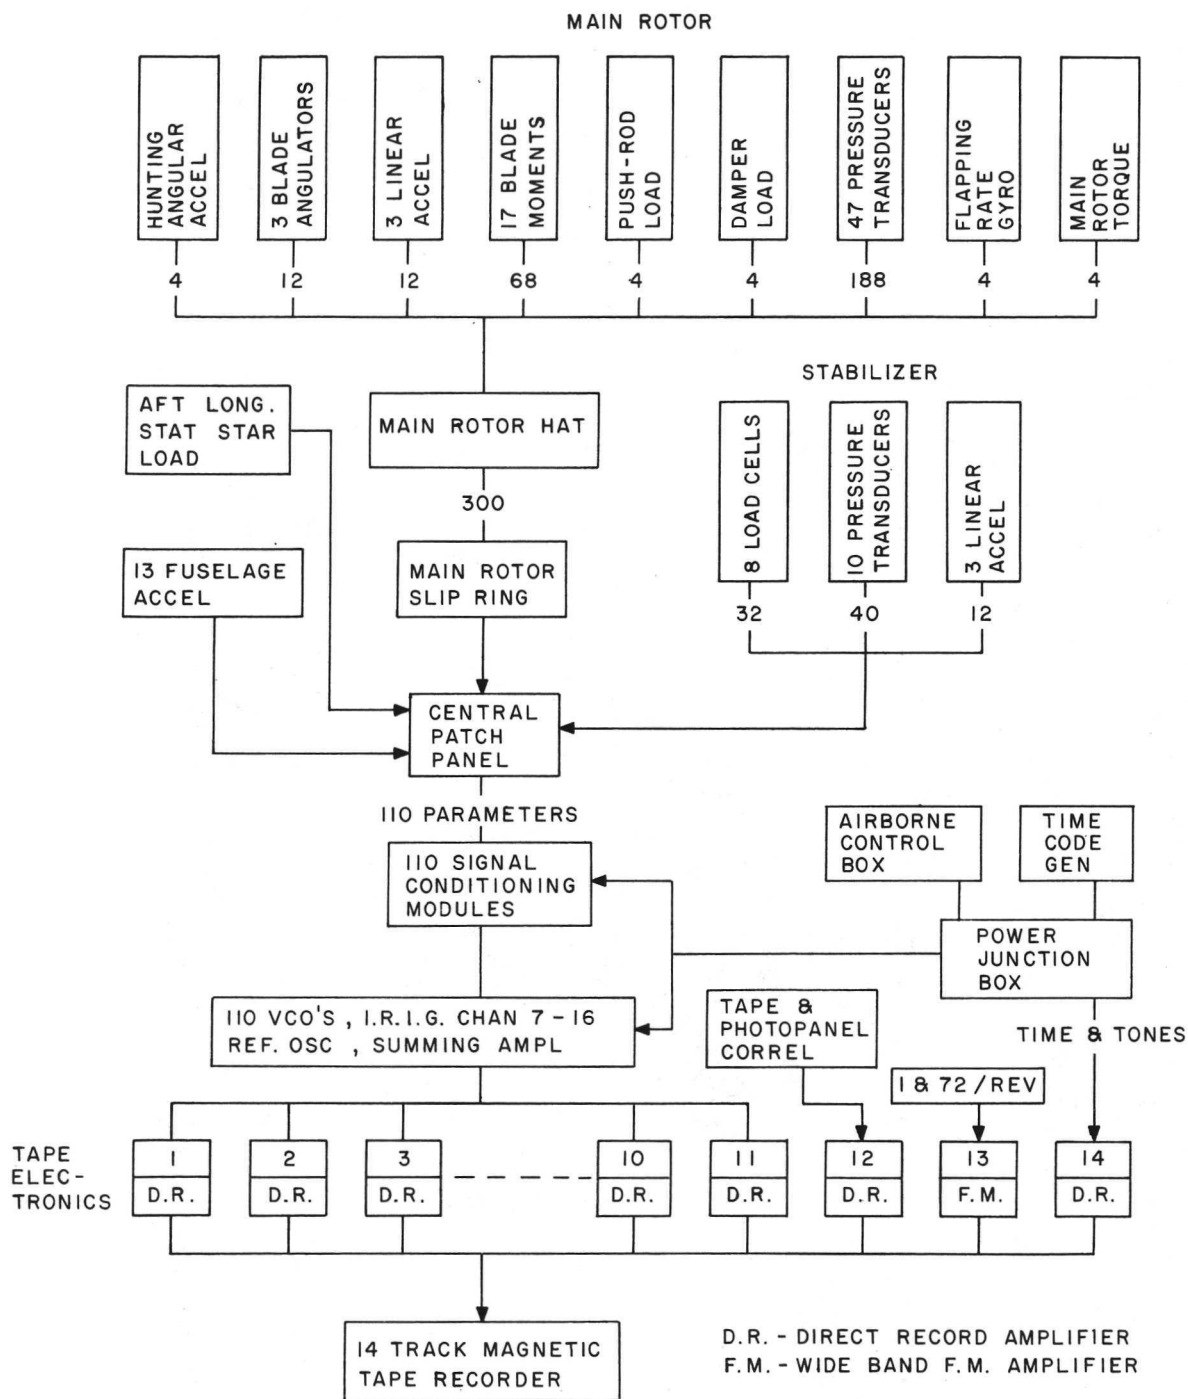 MAIN ROTOR
HUNTING
ANGULAR
ACCEL
3 BLADE
ANGULATORS
3 LINEAR
ACCEL
17 BLADE
MOMENTS
PUSH-ROD
LOAD
DAMPER
LOAD
47 PRESSURE
TRANSDUCERS
FLAPPING
RATE
GYRO
MAIN
ROTOR
TORQUE
4
12
12
68
4
4
188
4
4
STABILIZER
AFT LONG.
STAT STAR
LOAD
MAIN ROTOR HAT
8 LOAD CELLS
10 PRESSURE
TRANSDUCERS
3 LINEAR
ACCEL
300
13 FUSELAGE
ACCEL
MAIN ROTOR
SLIP RING
32
40
12
CENTRAL
PATCH
PANEL
110 PARAMETERS
110 SIGNAL
CONDITIONING
MODULES
AIRBORNE
CONTROL
BOX
TIME
CODE
GEN
POWER
JUNCTION
BOX
110 VCO'S, I.R.I.G. CHAN 7-16
REF. OSC, SUMMING AMPL
TAPE &
PHOTOPANEL
CORREL
TIME & TONES
1 & 72/REV
TAPE
ELEC-
TRONICS
1
D.R.
2
D.R.
3
D.R.
10
D.R.
11
D.R.
12
D.R.
13
F.M.
14
D.R.
14 TRACK MAGNETIC
TAPE RECORDER
D.R. - DIRECT RECORD AMPLIFIER
F.M. - WIDE BAND F.M. AMPLIFIER